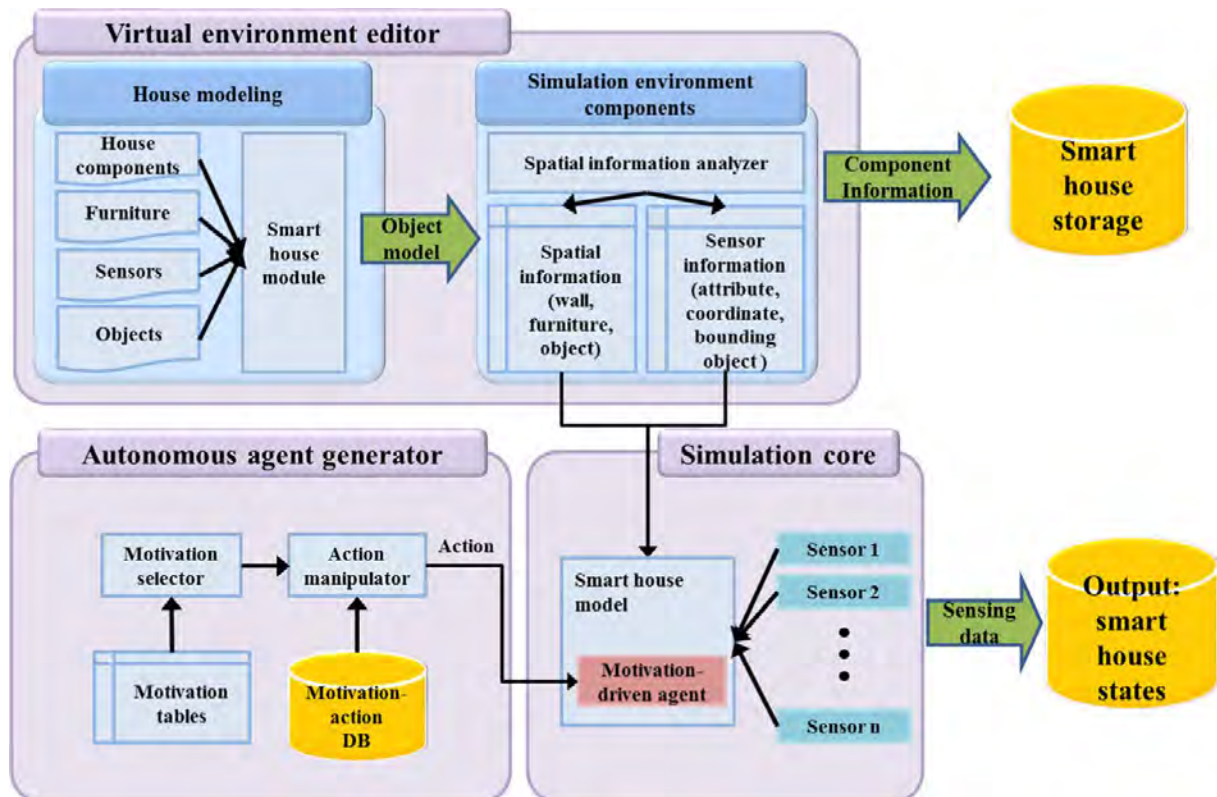 Virtual environment editor
House modeling
House
components
Furniture
Sensors
Objects
Smart
house
module
Object
model
Simulation environment
components
Spatial information analyzer
Spatial
information
(wall,
furniture,
object)
Sensor
information
(attribute,
coordinate,
bounding
object )
Component
Information
Smart
house
storage
Autonomous agent generator
Motivation
selector
Action
manipulator
Action
Motivation
tables
Motivation-
action
DB
Simulation core
Smart house
model
Motivation-
driven agent
Sensor 1
Sensor 2
Sensor n
Sensing
data
Output:
smart
house
states